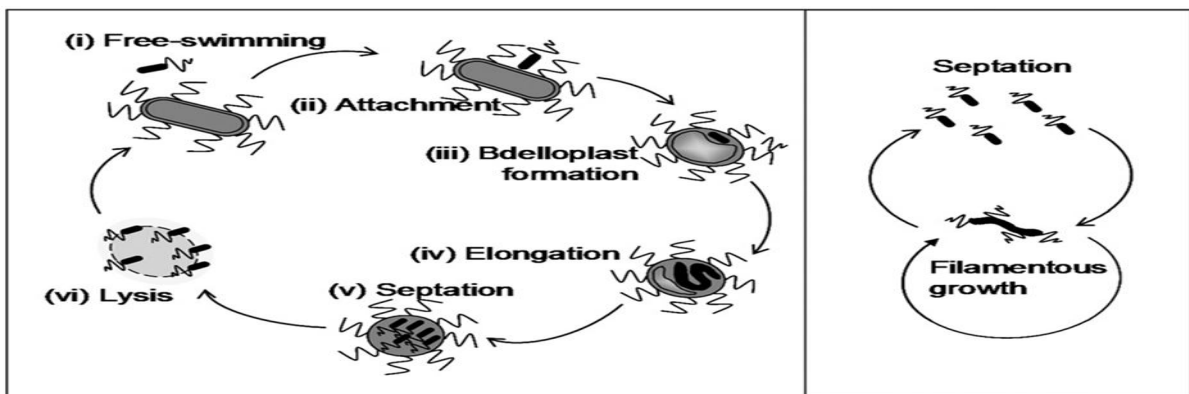 (i) Free-swimming
(ii) Attachment
(iii) Bdelloplast
formation
(iv) Elongation
(v) Septation
(vi) Lysis
Septation
Filamentous
growth